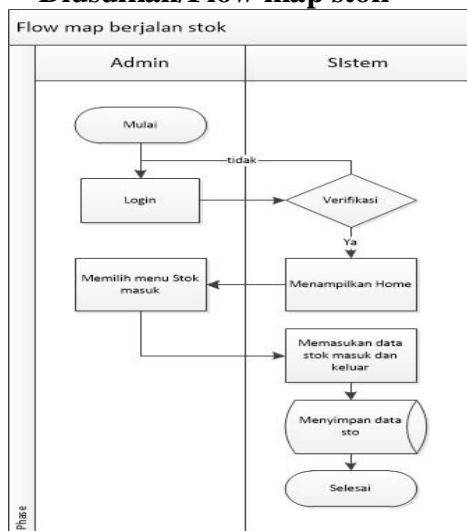 Flow map berjalan stok
Admin
SIstem
Mulai
tidak
Login
Verifikasi
Ya
Memilih menu Stok
masuk
Menampilkan Home
Memasukan data
stok masuk dan
keluar
Menyimpan data
sto
Selesai
Phase